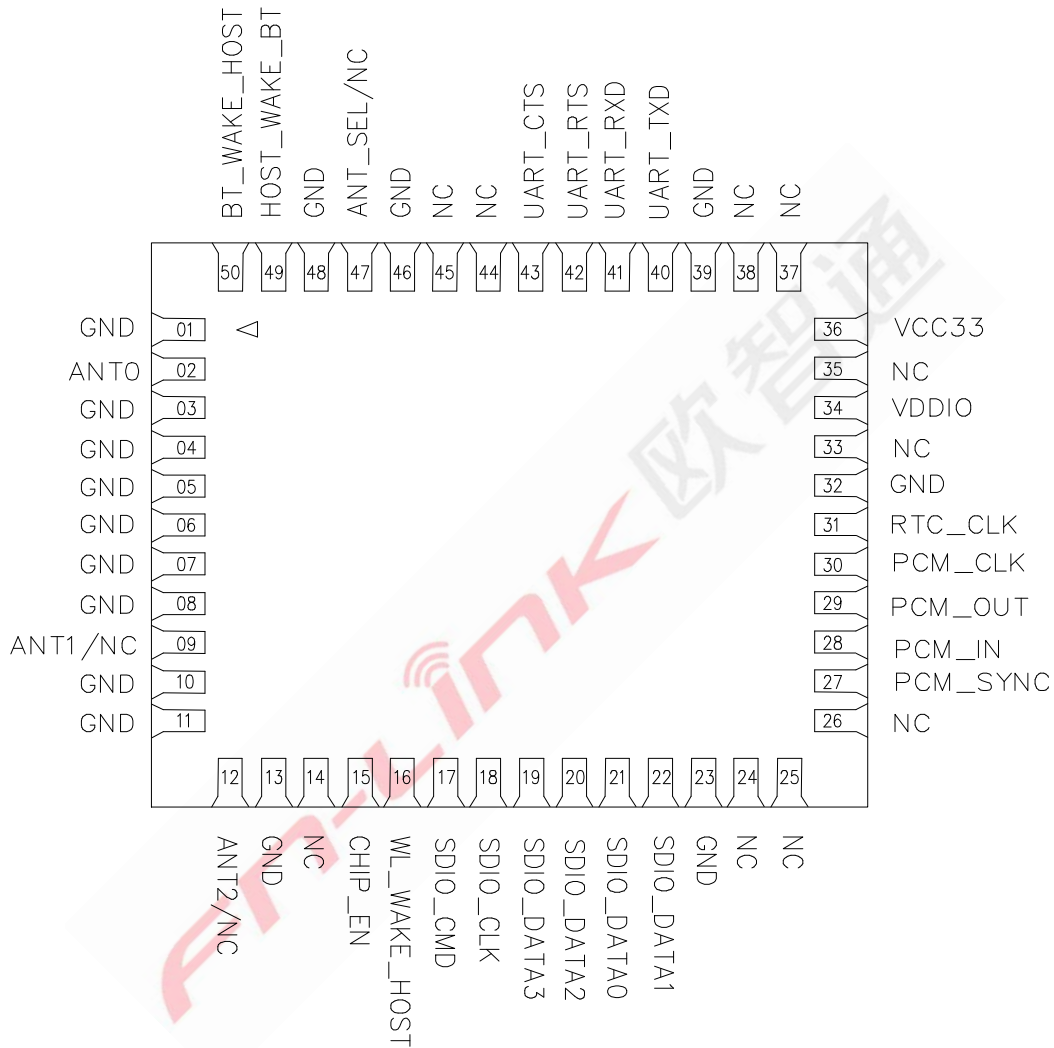 BT_WAKE_HOST
HOST_WAKE_BT
GND
ANT_SEL/NC
GND
NC
NC
UART_CTS
UART_RTS
UART_RXD
UART_TXD
GND
NC
NC
50 49 48 47 46 45 44 43 42 41 40 39 38 37
GND 01
ANT0 02
GND 03
GND 04
GND 05
GND 06
GND 07
GND 08
ANT1/NC 09
GND 10
GND 11
36 VCC33
35 NC
34 VDDIO
33 NC
32 GND
31 RTC_CLK
30 PCM_CLK
29 PCM_OUT
28 PCM_IN
27 PCM_SYNC
26 NC
12 13 14 15 16 17 18 19 20 21 22 23 24 25
ANT2/NC
GND
NC
CHIP_EN
WL_WAKE_HOST
SDIO_CMD
SDIO_CLK
SDIO_DATA3
SDIO_DATA2
SDIO_DATA0
SDIO_DATA1
GND
NC
NC
Fn-Link 欧智通